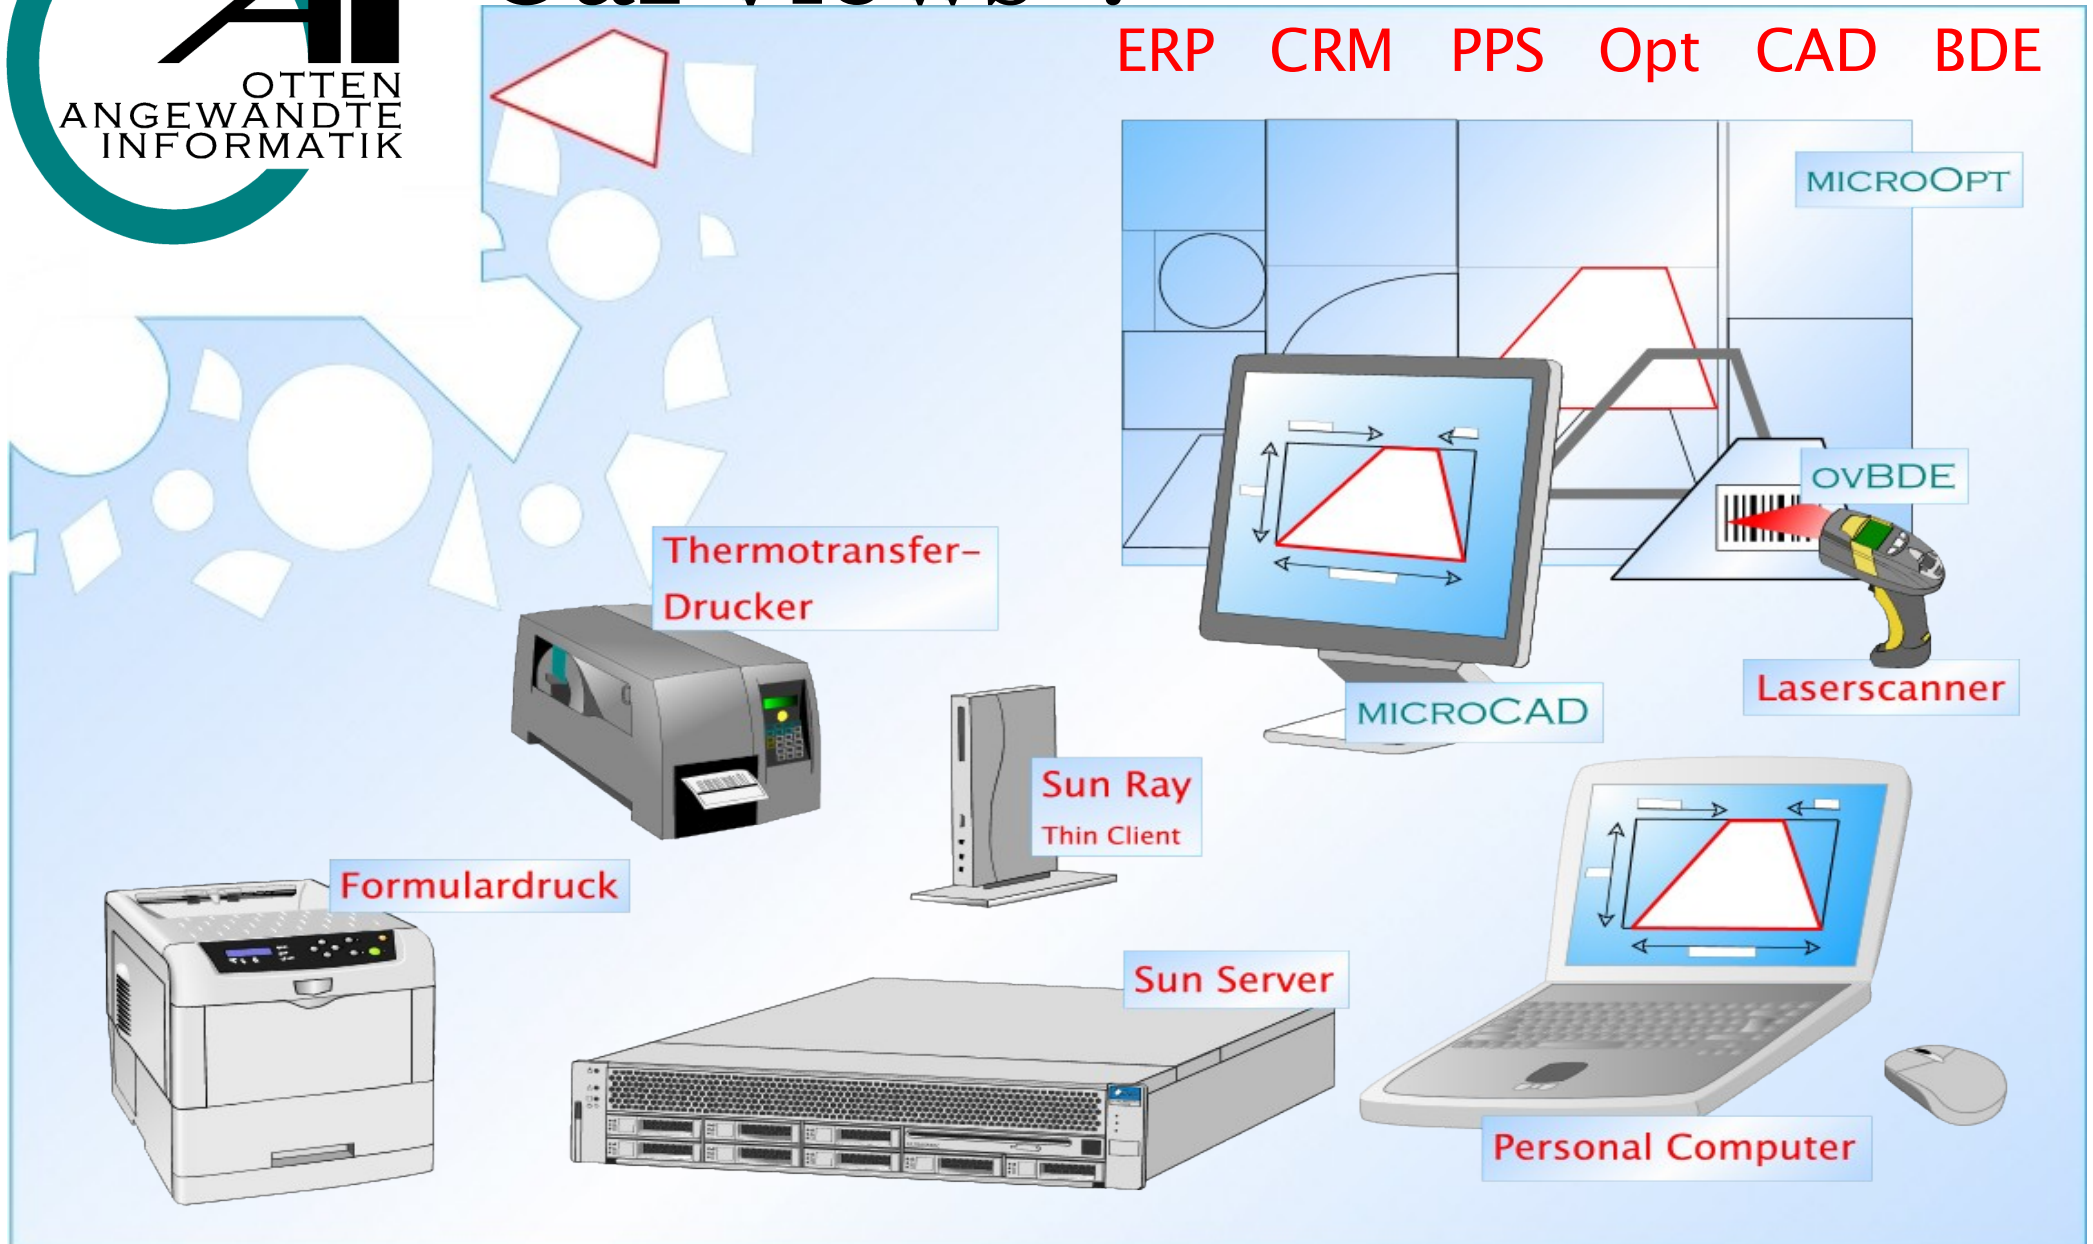 ERP CRM PPS Opt CAD BDE
OTTEN
ANGEWANDTE
INFORMATIK
MICROOPT
OVBDE
Thermotransfer-
Drucker
Laserscanner
MICROCAD
Sun Ray
Thin Client
Formulardruck
Sun Server
Personal Computer